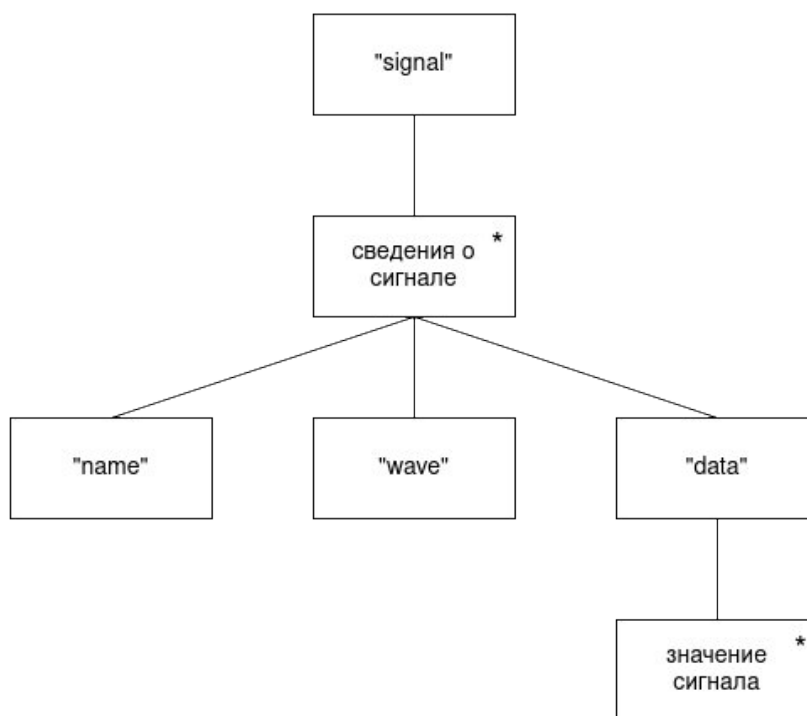 "signal"
сведения о *
сигнале
"name" "wave" "data"
значение *
сигнала